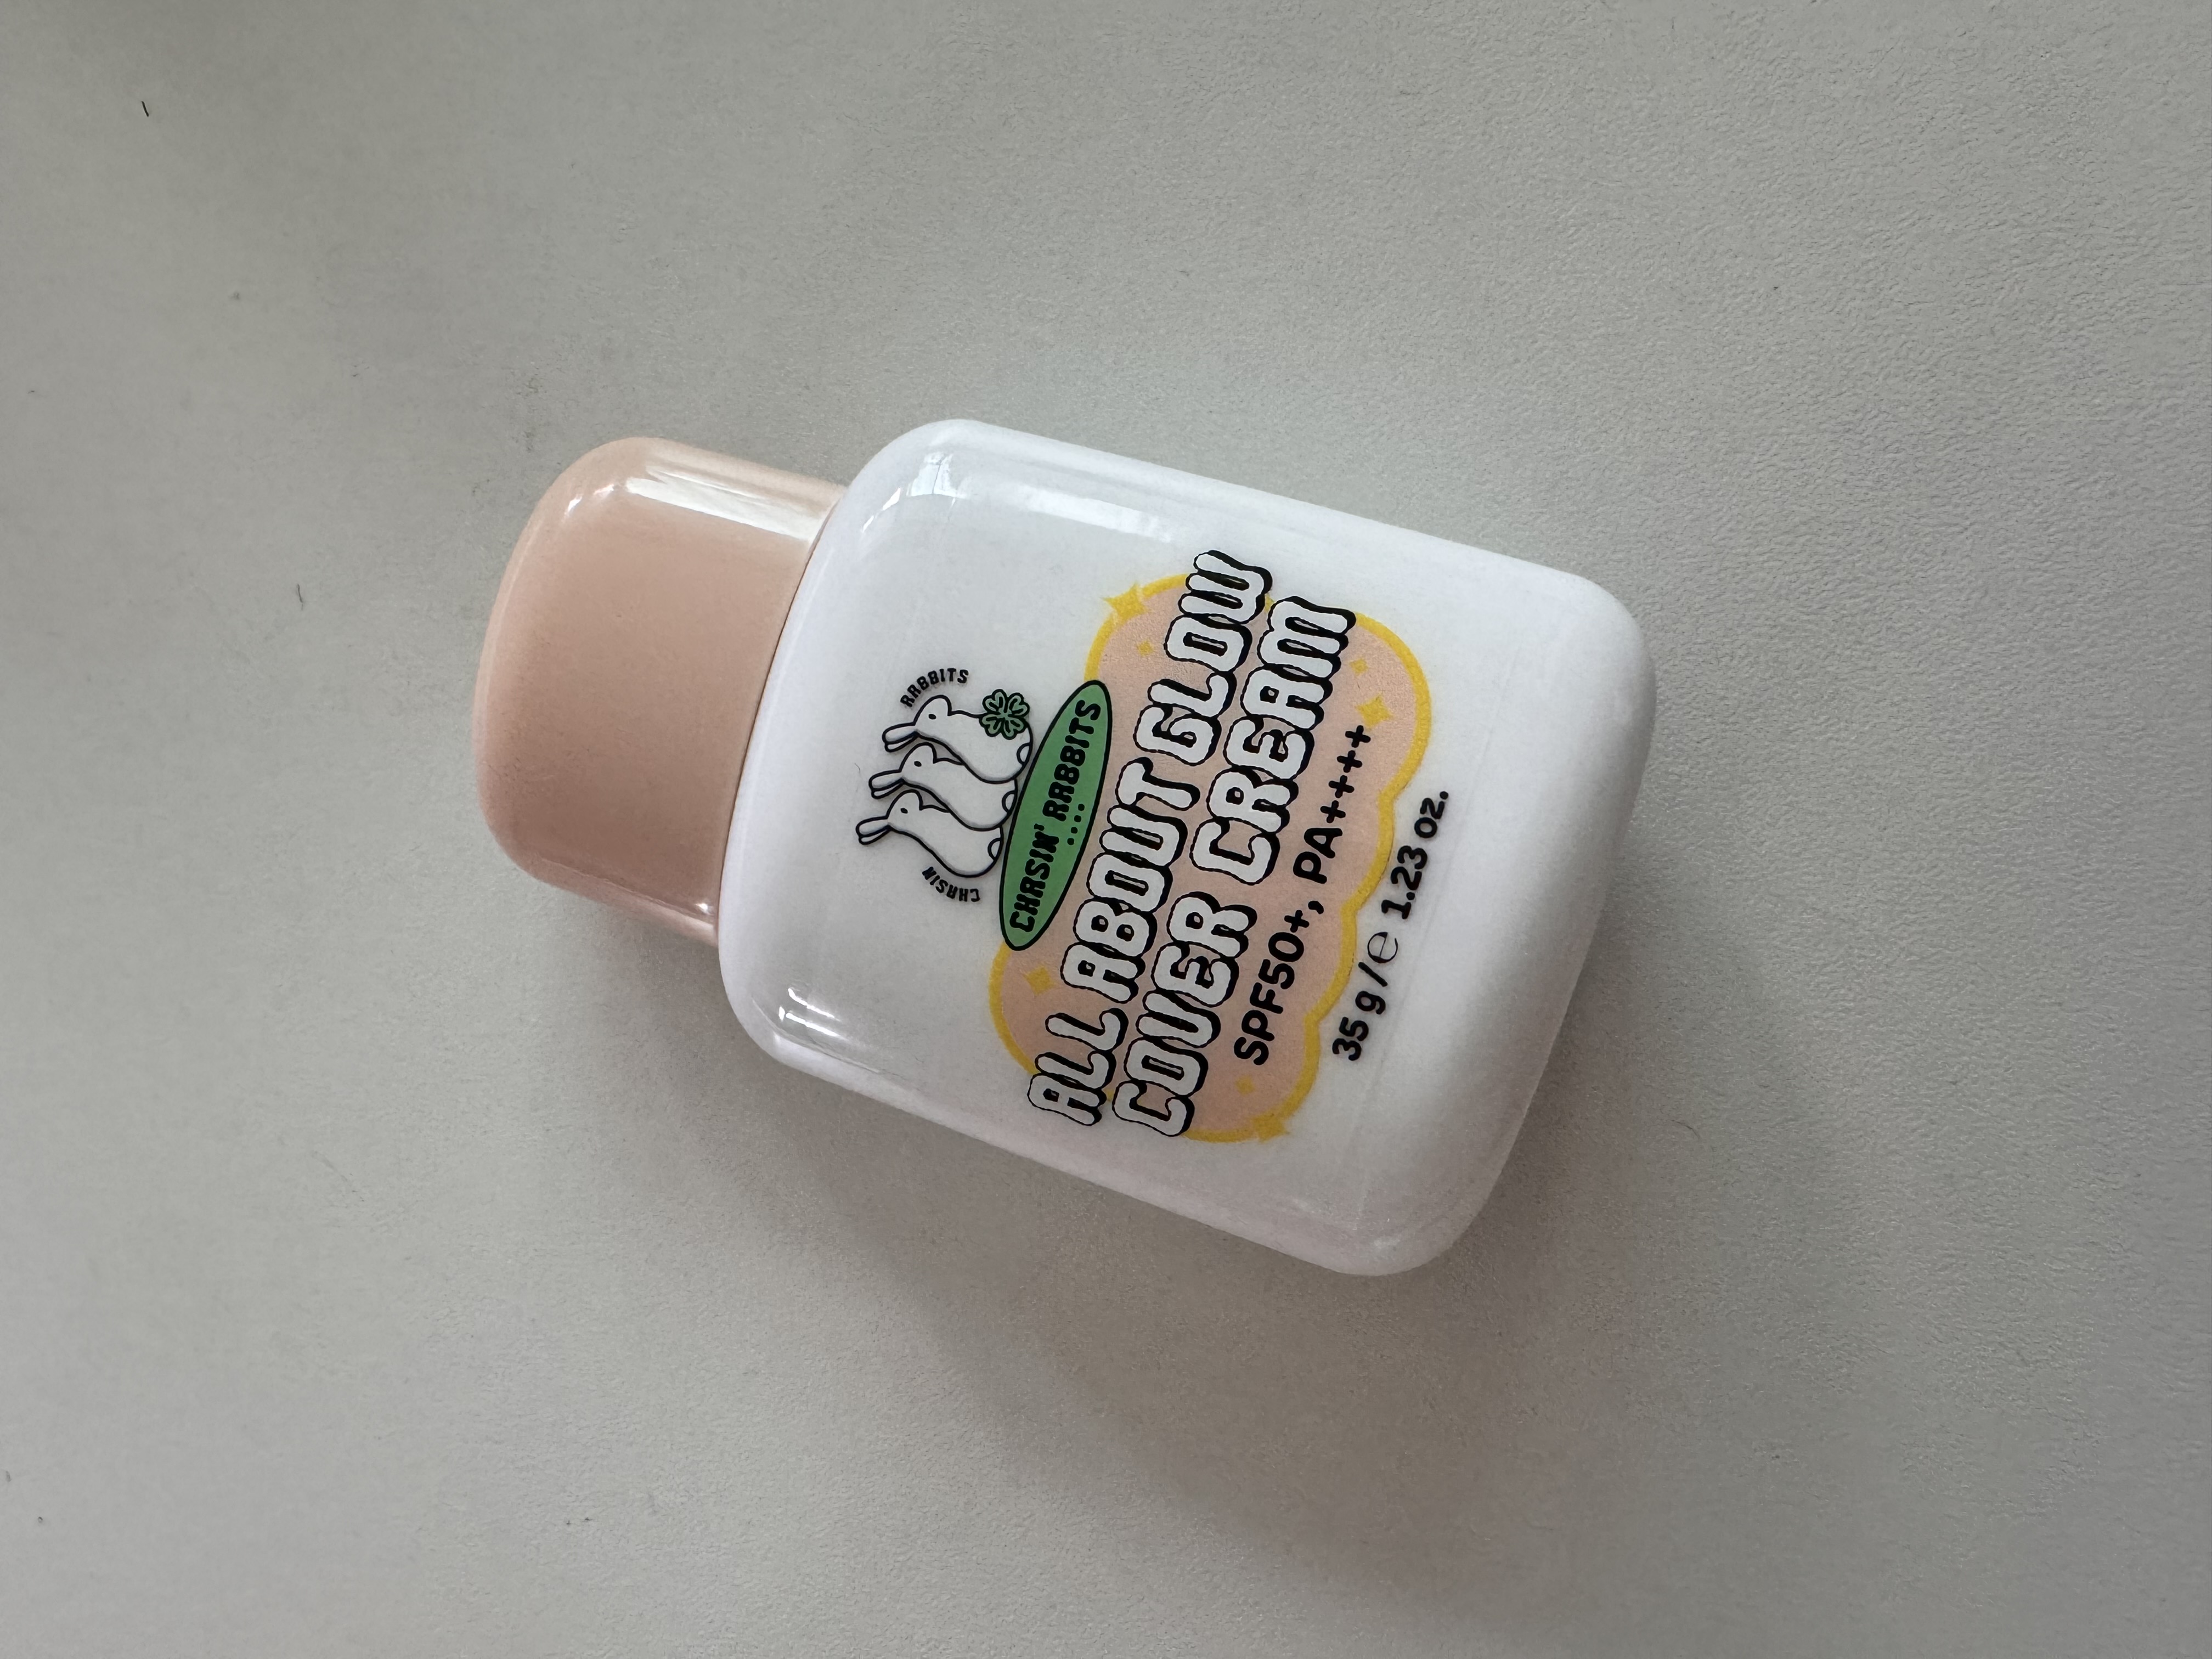 CHASIN' RABBITS
CHASIN' RABBITS
ALL ABOUT GLOW
COVER CREAM
SPF50+, PA++++
35 g / ℮ 1.23 oz.